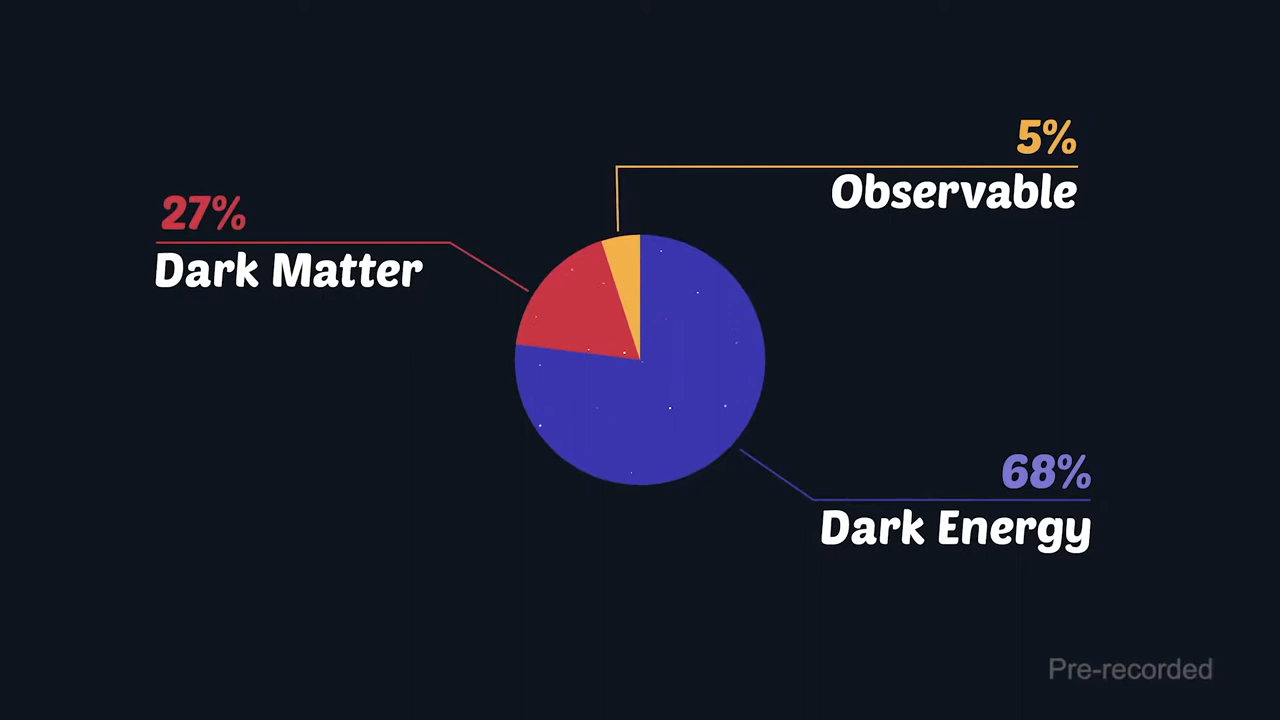 5%
Observable
27%
Dark Matter
68%
Dark Energy
Pre-recorded